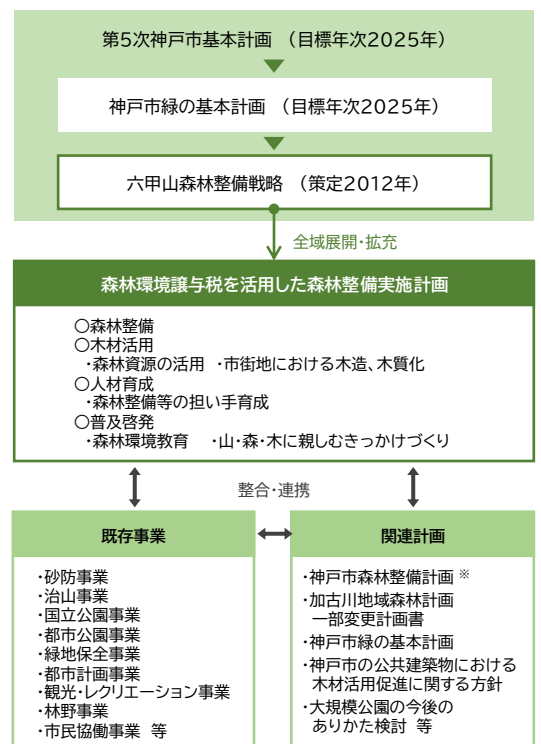 第5次神戸市基本計画 （目標年次2025年）
神戸市緑の基本計画 （目標年次2025年）
六甲山森林整備戦略 （策定2012年）
全域展開・拡充
森林環境譲与税を活用した森林整備実施計画
〇森林整備
〇木材活用
・森林資源の活用 ・市街地における木造、木質化
〇人材育成
・森林整備等の担い手育成
〇普及啓発
・森林環境教育 ・山・森・木に親しむきっかけづくり
整合・連携
既存事業
・砂防事業
・治山事業
・国立公園事業
・都市公園事業
・緑地保全事業
・都市計画事業
・観光・レクリエーション事業
・林野事業
・市民協働事業 等
関連計画
・神戸市森林整備計画 ※
・加古川地域森林計画
一部変更計画書
・神戸市緑の基本計画
・神戸市の公共建築物における
木材活用促進に関する方針
・大規模公園の今後の
ありかた検討 等